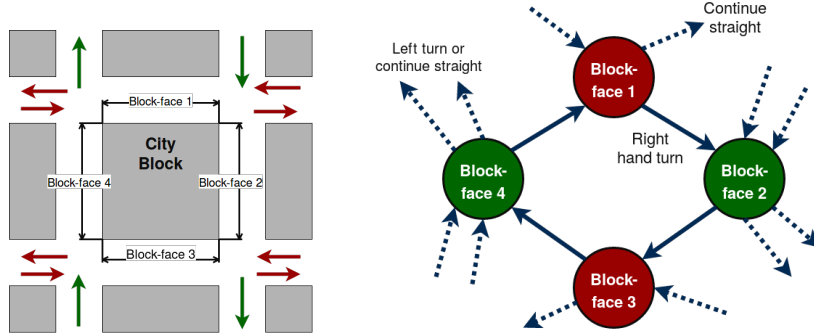 Block-face 1
City
Block
Block-face 4
Block-face 2
Block-face 3
Continue
straight
Left turn or
continue straight
Block-
face 1
Right
hand turn
Block-
face 4
Block-
face 2
Block-
face 3